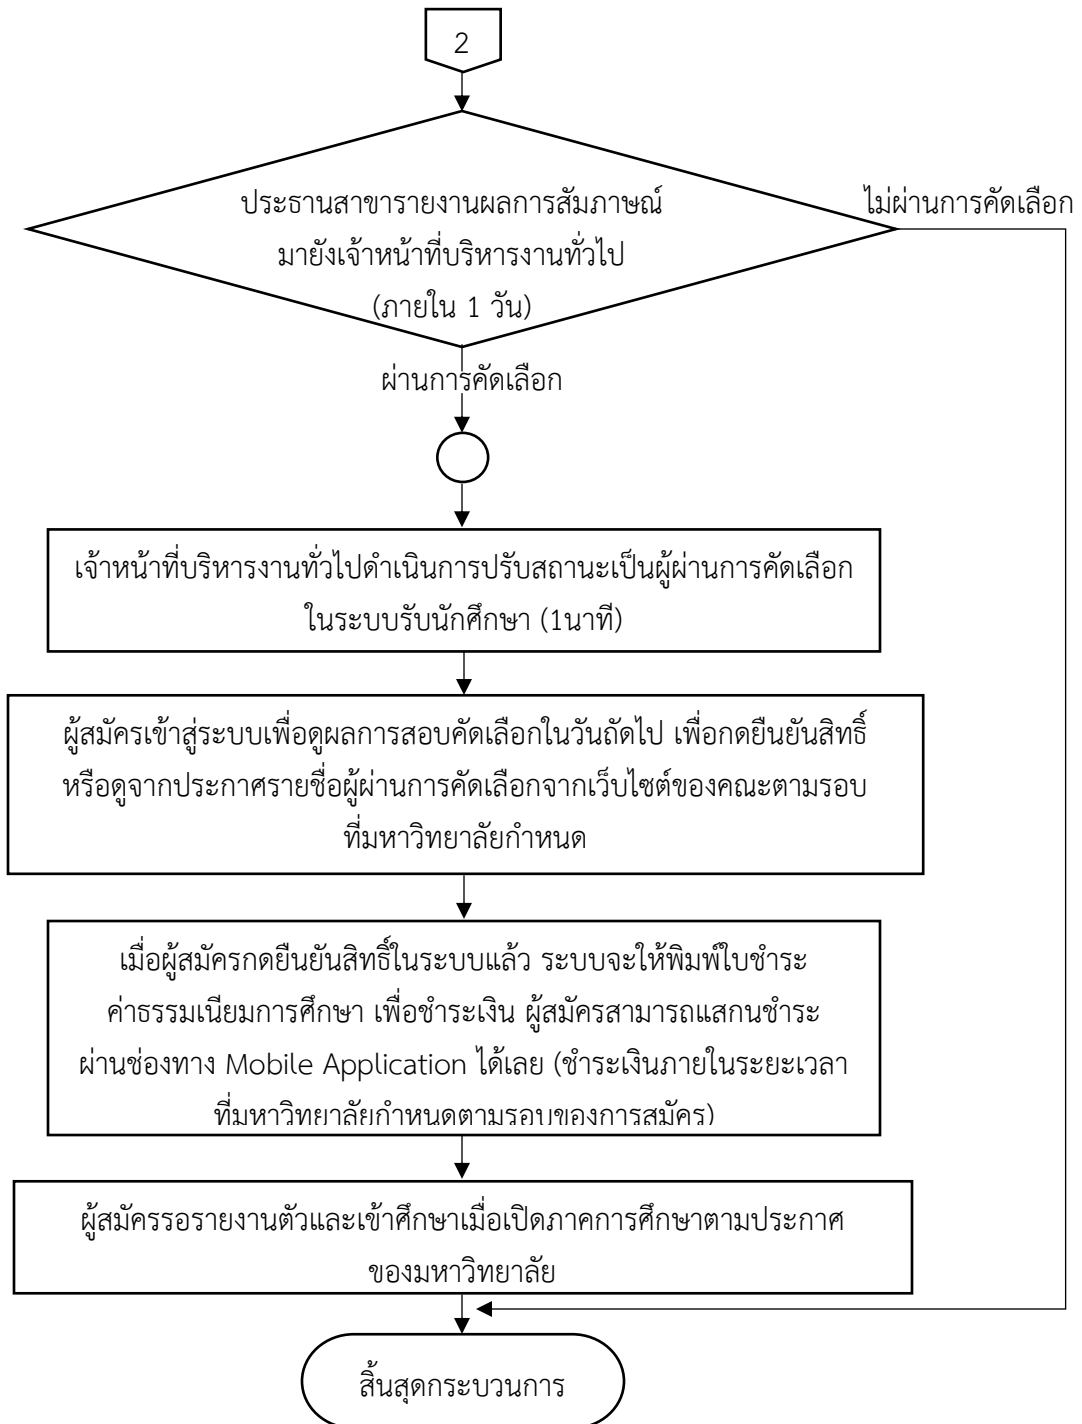 2
ประธานสาขารายงานผลการสัมภาษณ์
มายังเจ้าหน้าที่บริหารงานทั่วไป
(ภายใน 1 วัน)
ไม่ผ่านการคัดเลือก
ผ่านการคัดเลือก
เจ้าหน้าที่บริหารงานทั่วไปดำเนินการปรับสถานะเป็นผู้ผ่านการคัดเลือก
ในระบบรับนักศึกษา (1นาที)
ผู้สมัครเข้าสู่ระบบเพื่อดูผลการสอบคัดเลือกในวันถัดไป เพื่อกดยืนยันสิทธิ์
หรือดูจากประกาศรายชื่อผู้ผ่านการคัดเลือกจากเว็บไซต์ของคณะตามรอบ
ที่มหาวิทยาลัยกำหนด
เมื่อผู้สมัครกดยืนยันสิทธิ์ในระบบแล้ว ระบบจะให้พิมพ์ใบชำระ
ค่าธรรมเนียมการศึกษา เพื่อชำระเงิน ผู้สมัครสามารถแสกนชำระ
ผ่านช่องทาง Mobile Application ได้เลย (ชำระเงินภายในระยะเวลา
ที่มหาวิทยาลัยกำหนดตามรอบของการสมัคร)
ผู้สมัครรอรายงานตัวและเข้าศึกษาเมื่อเปิดภาคการศึกษาตามประกาศ
ของมหาวิทยาลัย
สิ้นสุดกระบวนการ